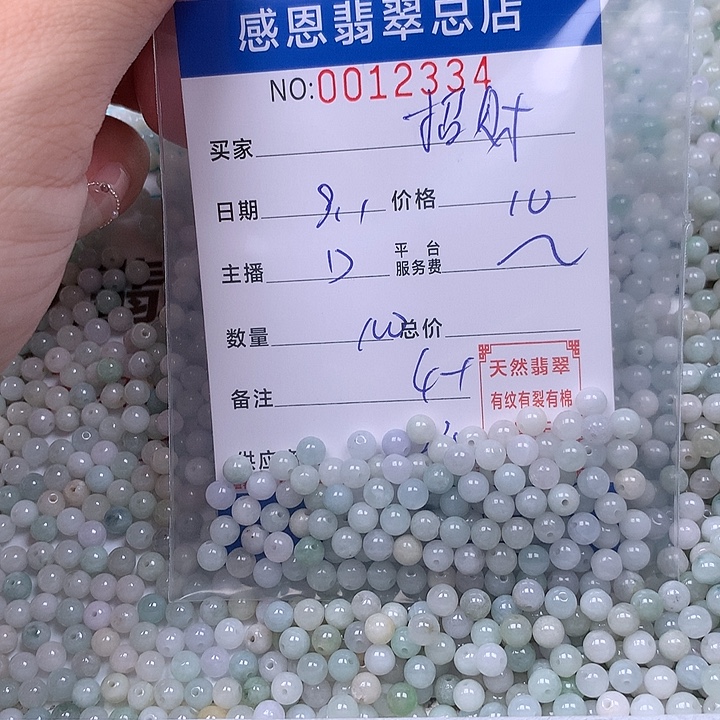 感恩翡翠总店
NO:0012334
买家 招财
日期 9.1 价格 10
主播 D 平台服务费
数量 100 总价
备注
天然翡翠
有纹有裂有棉
供应